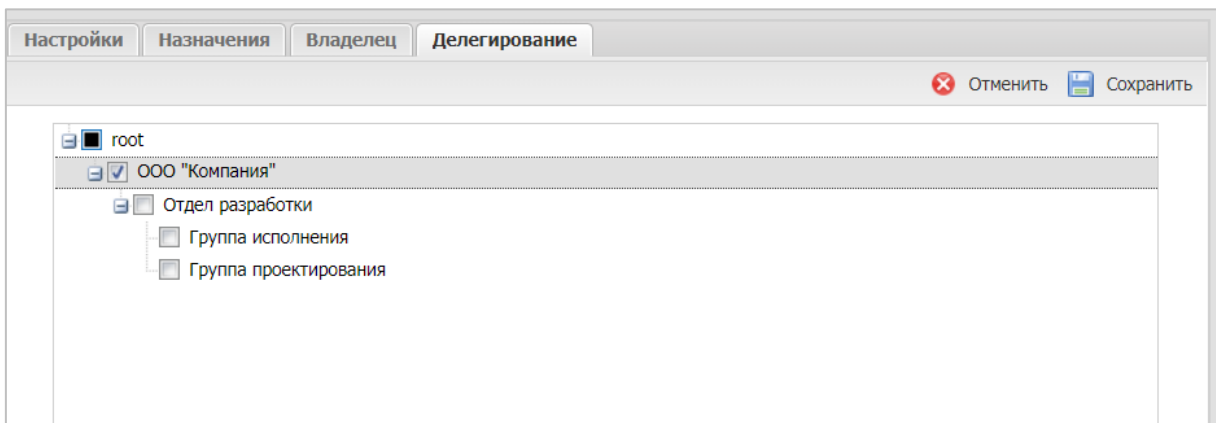 Настройки Назначения Владелец Делегирование
Отменить Сохранить
root
ООО "Компания"
Отдел разработки
Группа исполнения
Группа проектирования